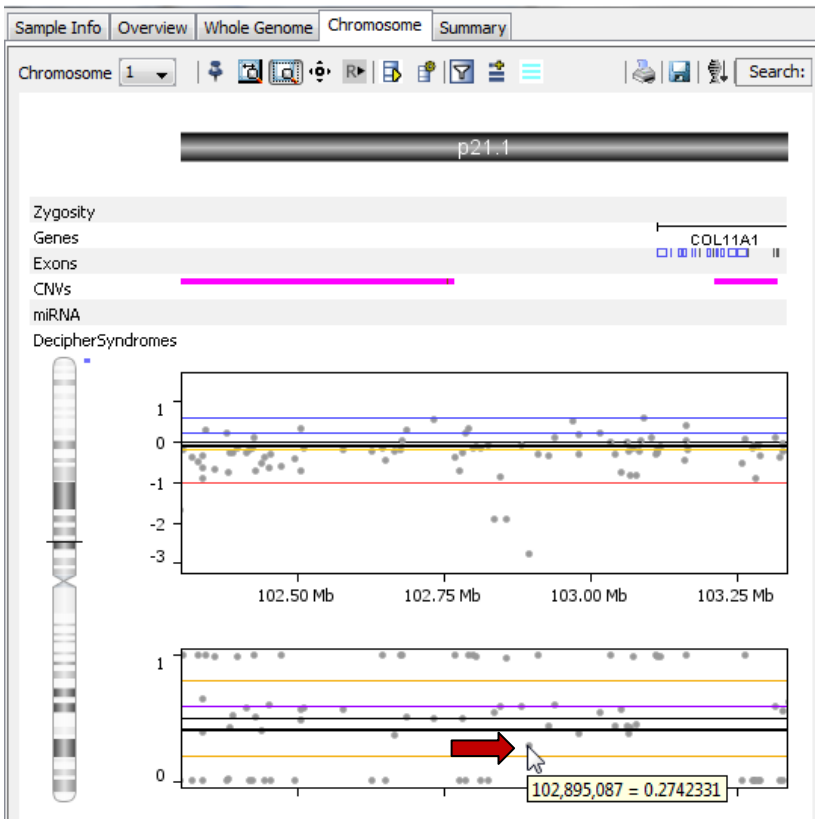 Sample Info Overview Whole Genome Chromosome Summary
Chromosome 1 R Search:
p21.1
Zygosity
Genes
COL11A1
Exons
CNVs
miRNA
DecipherSyndromes
1
0
-1
-2
-3
102.50 Mb 102.75 Mb 103.00 Mb 103.25 Mb
1
0
102,895,087 = 0.2742331